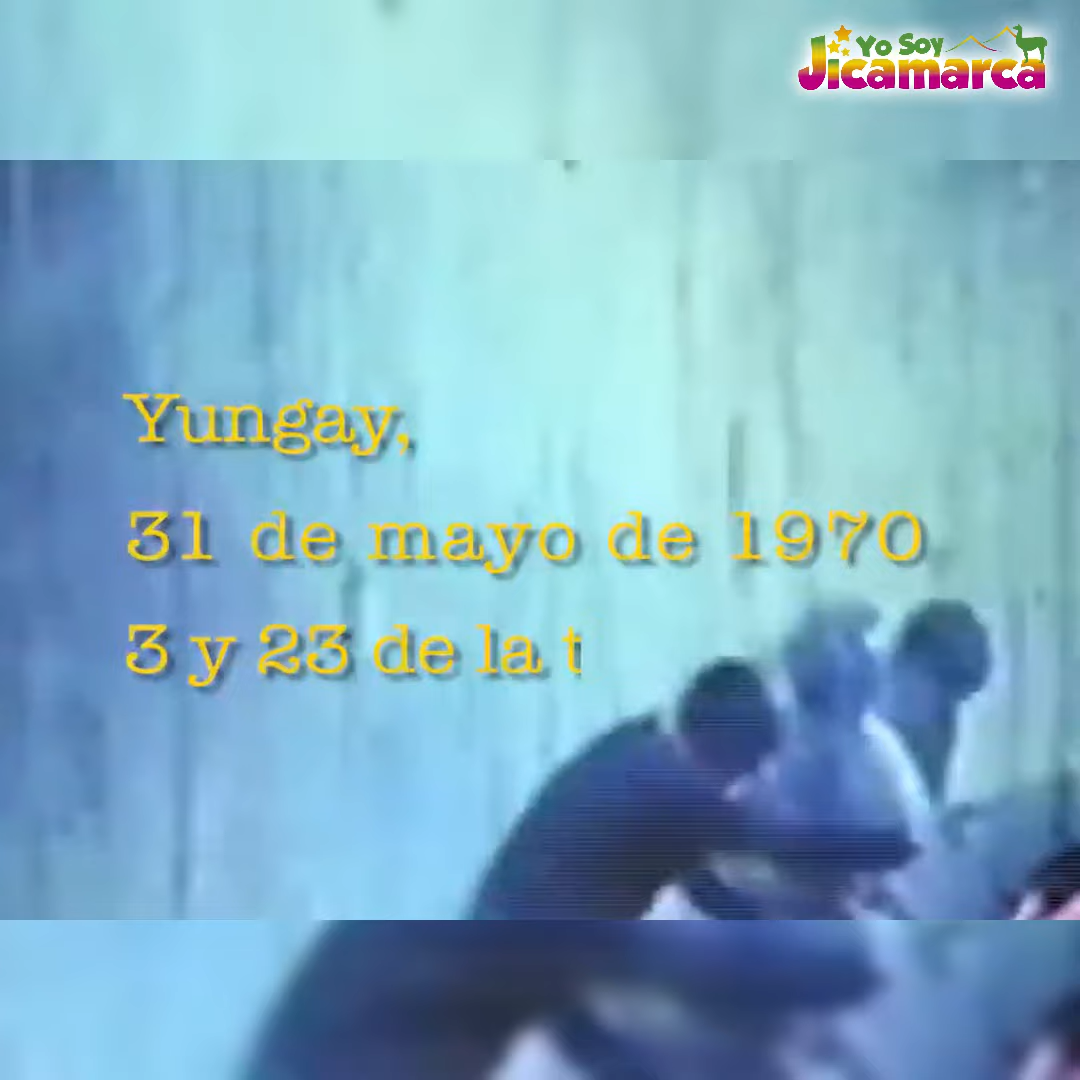 Yo Soy
Jicamarca
Yungay,
31 de mayo de 1970
3 y 23 de la t